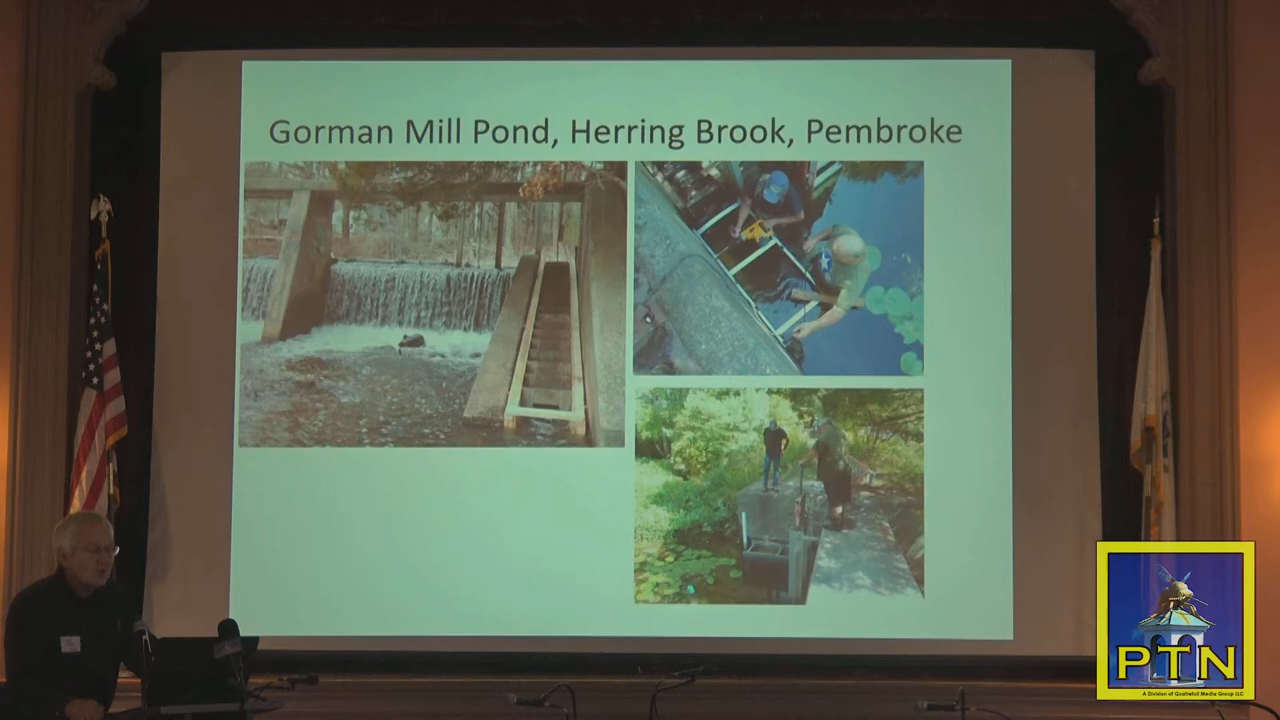 Gorman Mill Pond, Herring Brook, Pembroke
PTN
A Division of Quatrefoil Media Group LLC